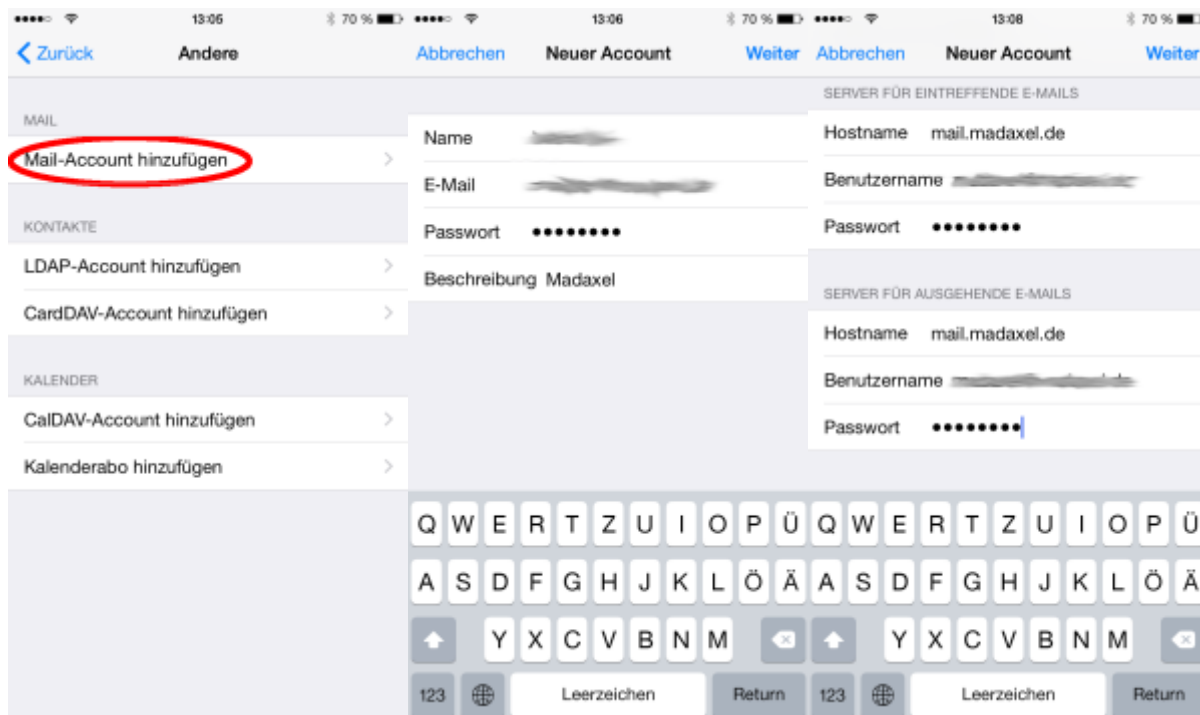 13:05
70 %
Zurück
Andere
MAIL
Mail-Account hinzufügen
KONTAKTE
LDAP-Account hinzufügen
CardDAV-Account hinzufügen
KALENDER
CalDAV-Account hinzufügen
Kalenderabo hinzufügen
13:06
70 %
Abbrechen
Neuer Account
Weiter
Name
E-Mail
Passwort ••••••••
Beschreibung Madaxel
Q W E R T Z U I O P Ü
A S D F G H J K L Ö Ä
Y X C V B N M
123
Leerzeichen
Return
13:08
70 %
Abbrechen
Neuer Account
Weiter
SERVER FÜR EINTREFFENDE E-MAILS
Hostname mail.madaxel.de
Benutzername
Passwort ••••••••
SERVER FÜR AUSGEHENDE E-MAILS
Hostname mail.madaxel.de
Benutzername
Passwort ••••••••
Q W E R T Z U I O P Ü
A S D F G H J K L Ö Ä
Y X C V B N M
123
Leerzeichen
Return